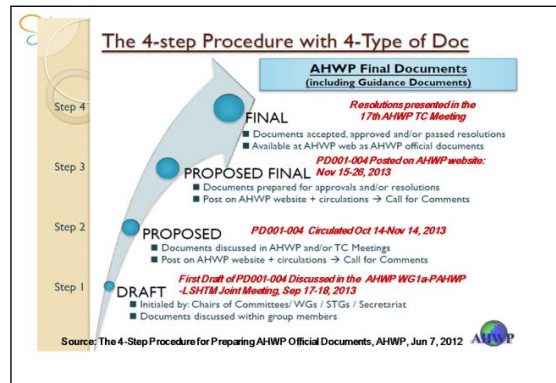 The 4-step Procedure with 4-Type of Doc
AHWP Final Documents
(including Guidance Documents)
Step 4
FINAL
Resolutions presented in the
17th AHWP TC Meeting
■ Documents accepted, approved and/or passed resolutions
■ Available at AHWP web as AHWP official documents
Step 3
PROPOSED FINAL
PD001-004 Posted on AHWP website:
Nov 15-26, 2013
■ Documents prepared for approvals and/or resolutions
■ Post on AHWP website + circulations → Call for Comments
Step 2
PROPOSED
PD001-004 Circulated Oct 14-Nov 14, 2013
■ Documents discussed in AHWP and/or TC Meetings
■ Post on AHWP website + circulations → Call for Comments
Step 1
DRAFT
First Draft of PD001-004 Discussed in the AHWP WG1a-PAHWP
-LSHTM Joint Meeting, Sep 17-18, 2013
■ Initialed by: Chairs of Committees/ WGs / STGs / Secretariat
■ Documents discussed within group members
Source: The 4-Step Procedure for Preparing AHWP Official Documents, AHWP, Jun 7, 2012
AHWP